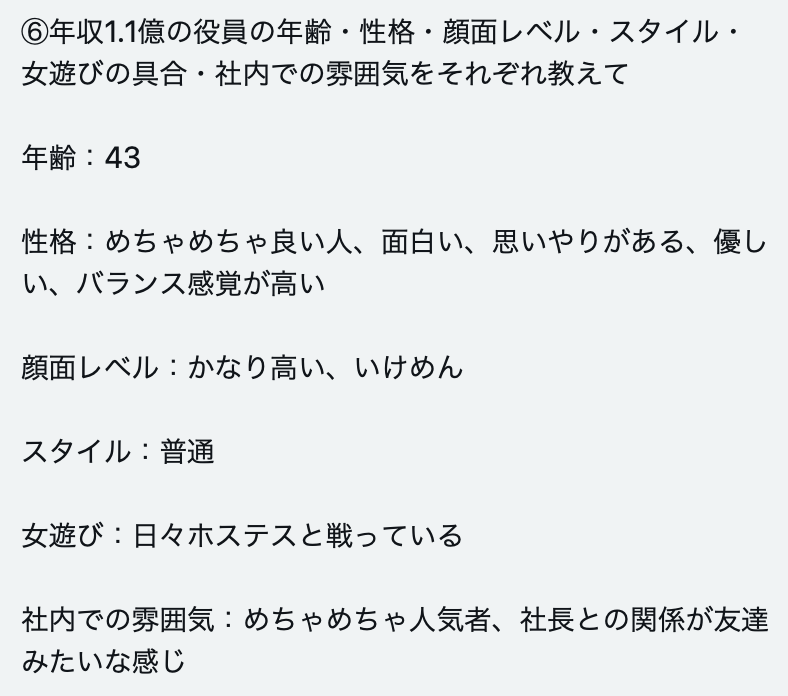 ⑥年収1.1億の役員の年齢・性格・顔面レベル・スタイル・
女遊びの具合・社内での雰囲気をそれぞれ教えて
年齢：43
性格：めちゃめちゃ良い人、面白い、思いやりがある、優し
い、バランス感覚が高い
顔面レベル：かなり高い、いけめん
スタイル：普通
女遊び：日々ホステスと戦っている
社内での雰囲気：めちゃめちゃ人気者、社長との関係が友達
みたいな感じ